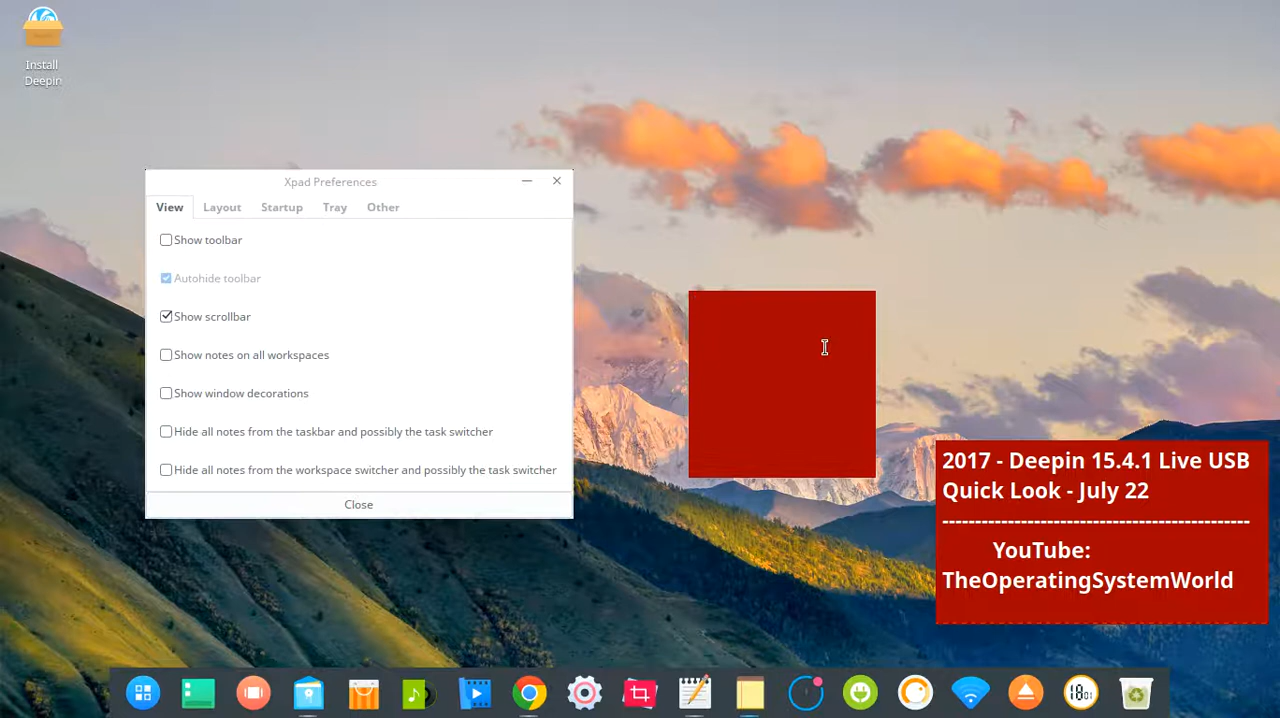 Install
Deepin
Xpad Preferences
View
Layout
Startup
Tray
Other
Show toolbar
Autohide toolbar
Show scrollbar
Show notes on all workspaces
Show window decorations
Hide all notes from the taskbar and possibly the task switcher
Hide all notes from the workspace switcher and possibly the task switcher
Close
2017 - Deepin 15.4.1 Live USB
Quick Look - July 22
-----------------------------------------------
YouTube:
TheOperatingSystemWorld